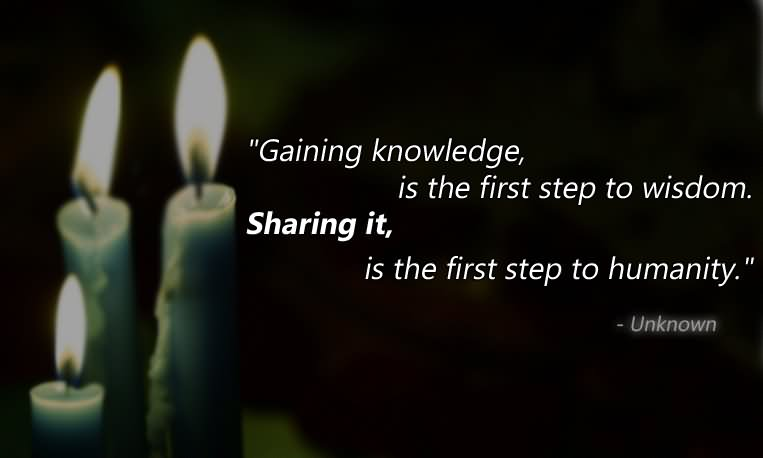 "Gaining knowledge,
is the first step to wisdom.
Sharing it,
is the first step to humanity."
- Unknown